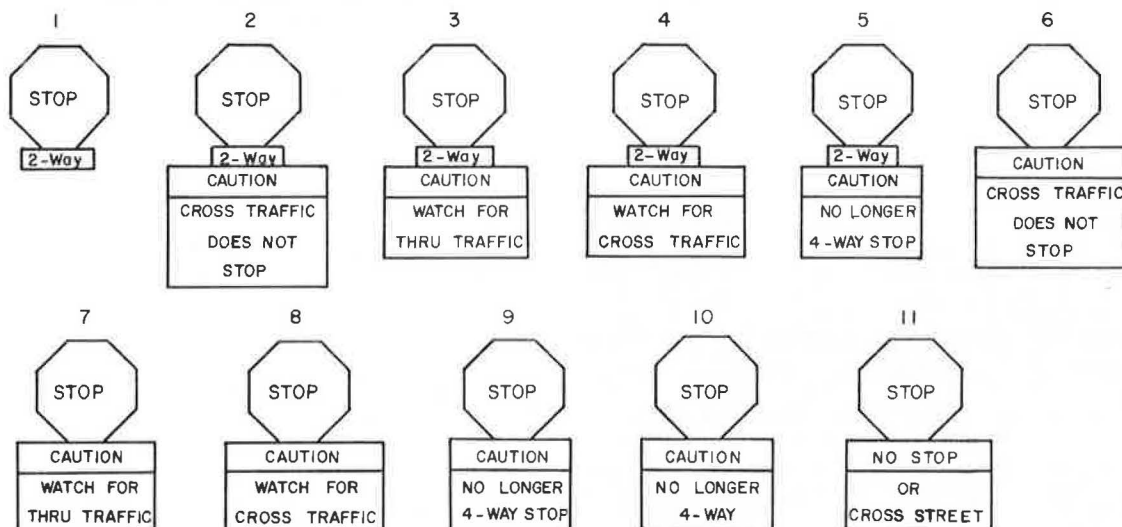 1 2 3 4 5 6
STOP STOP STOP STOP STOP STOP
2-Way 2-Way 2-Way 2-Way 2-Way
CAUTION CAUTION CAUTION CAUTION CAUTION
CROSS TRAFFIC WATCH FOR WATCH FOR NO LONGER CROSS TRAFFIC
DOES NOT THRU TRAFFIC CROSS TRAFFIC 4-WAY STOP DOES NOT
STOP STOP
7 8 9 10 11
STOP STOP STOP STOP STOP
CAUTION CAUTION CAUTION CAUTION NO STOP
WATCH FOR WATCH FOR NO LONGER NO LONGER OR
THRU TRAFFIC CROSS TRAFFIC 4-WAY STOP 4-WAY CROSS STREET